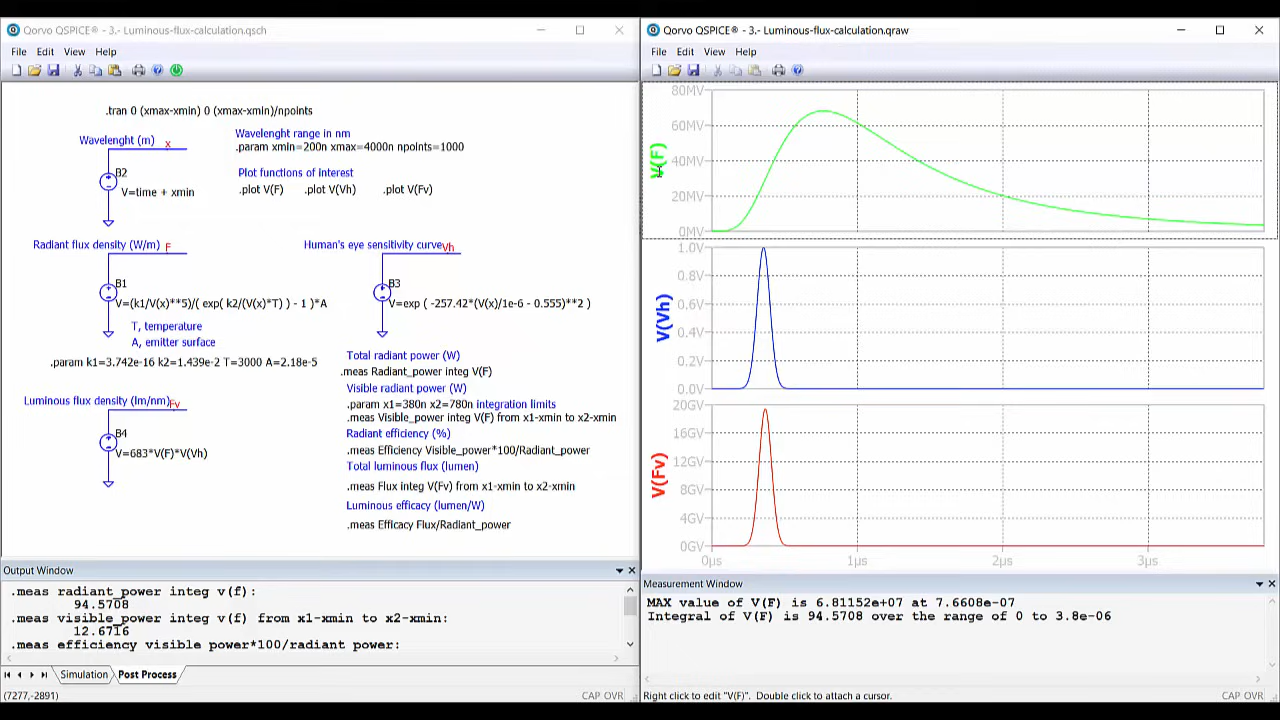 Qorvo QSPICE® - 3.- Luminous-flux-calculation.qsch
File Edit View Help
.tran 0 (xmax-xmin) 0 (xmax-xmin)/npoints
Wavelenght (m) x
Wavelenght range in nm
.param xmin=200n xmax=4000n npoints=1000
B2
V=time + xmin
Plot functions of interest
.plot V(F) .plot V(Vh) .plot V(Fv)
Radiant flux density (W/m) F
B1
V=(k1/V(x)**5)/( exp( k2/(V(x)*T) ) - 1 )*A
T, temperature
A, emitter surface
.param k1=3.742e-16 k2=1.439e-2 T=3000 A=2.18e-5
Human's eye sensitivity curve Vh
B3
V=exp ( -257.42*(V(x)/1e-6 - 0.555)**2 )
Luminous flux density (lm/nm) Fv
B4
V=683*V(F)*V(Vh)
Total radiant power (W)
.meas Radiant_power integ V(F)
Visible radiant power (W)
.param x1=380n x2=780n integration limits
.meas Visible_power integ V(F) from x1-xmin to x2-xmin
Radiant efficiency (%)
.meas Efficiency Visible_power*100/Radiant_power
Total luminous flux (lumen)
.meas Flux integ V(Fv) from x1-xmin to x2-xmin
Luminous efficacy (lumen/W)
.meas Efficacy Flux/Radiant_power
Output Window
.meas radiant_power integ v(f):
94.5708
.meas visible_power integ v(f) from x1-xmin to x2-xmin:
12.6716
.meas efficiency visible power*100/radiant power:
Simulation Post Process
(7277,-2891) CAP OVR
Qorvo QSPICE® - 3.- Luminous-flux-calculation.qraw
File Edit View Help
V(F)
80MV
60MV
40MV
20MV
0MV
V(Vh)
1.0V
0.8V
0.6V
0.4V
0.2V
0.0V
V(Fv)
20GV
16GV
12GV
8GV
4GV
0GV
0µs 1µs 2µs 3µs
Measurement Window
MAX value of V(F) is 6.81152e+07 at 7.6608e-07
Integral of V(F) is 94.5708 over the range of 0 to 3.8e-06
Right click to edit "V(F)". Double click to attach a cursor. CAP OVR